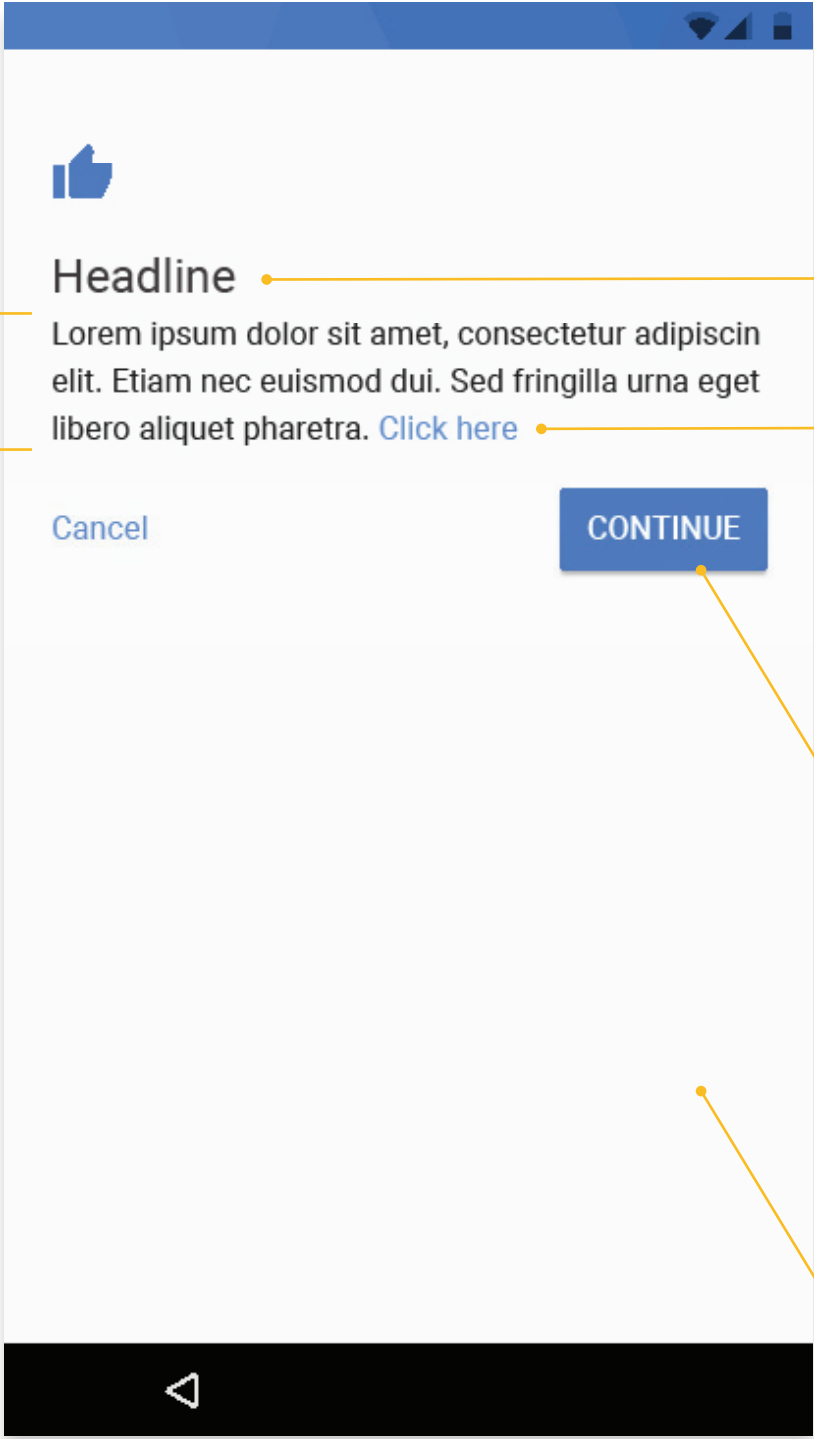 Headline
Lorem ipsum dolor sit amet, consectetur adipiscin
elit. Etiam nec euismod dui. Sed fringilla urna eget
libero aliquet pharetra. Click here
Cancel
CONTINUE